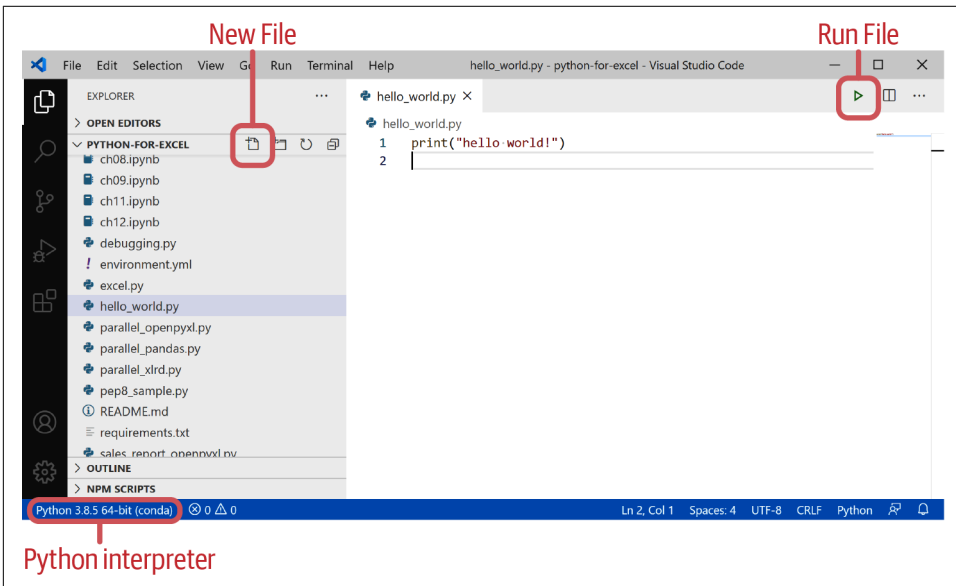 New File
Run File
File Edit Selection View Go Run Terminal Help hello_world.py - python-for-excel - Visual Studio Code
EXPLORER
hello_world.py
OPEN EDITORS
hello_world.py
PYTHON-FOR-EXCEL
1 print("hello·world!")
ch08.ipynb
2
ch09.ipynb
ch11.ipynb
ch12.ipynb
debugging.py
! environment.yml
excel.py
hello_world.py
parallel_openpyxl.py
parallel_pandas.py
parallel_xlrd.py
pep8_sample.py
README.md
requirements.txt
sales_report_openpyxl.py
OUTLINE
NPM SCRIPTS
Python 3.8.5 64-bit (conda) 0 0 Ln 2, Col 1 Spaces: 4 UTF-8 CRLF Python
Python interpreter